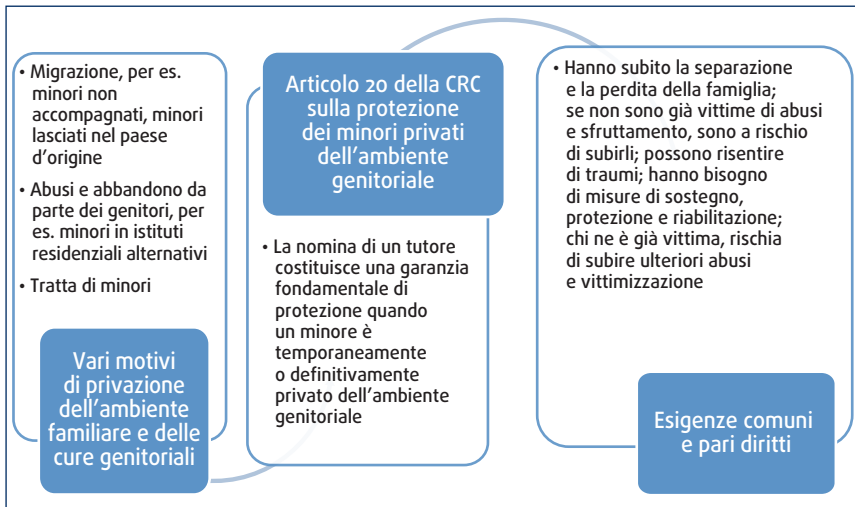 • Migrazione, per es.
minori non
accompagnati, minori
lasciati nel paese
d'origine
• Abusi e abbandono da
parte dei genitori, per
es. minori in istituti
residenziali alternativi
• Tratta di minori
Vari motivi
di privazione
dell'ambiente
familiare e delle
cure genitoriali
Articolo 20 della CRC
sulla protezione
dei minori privati
dell'ambiente
genitoriale
• La nomina di un tutore
costituisce una garanzia
fondamentale di
protezione quando
un minore è
temporaneamente
o definitivamente
privato dell'ambiente
genitoriale
• Hanno subito la separazione
e la perdita della famiglia;
se non sono già vittime di abusi
e sfruttamento, sono a rischio
di subirli; possono risentire
di traumi; hanno bisogno
di misure di sostegno,
protezione e riabilitazione;
chi ne è già vittima, rischia
di subire ulteriori abusi
e vittimizzazione
Esigenze comuni
e pari diritti